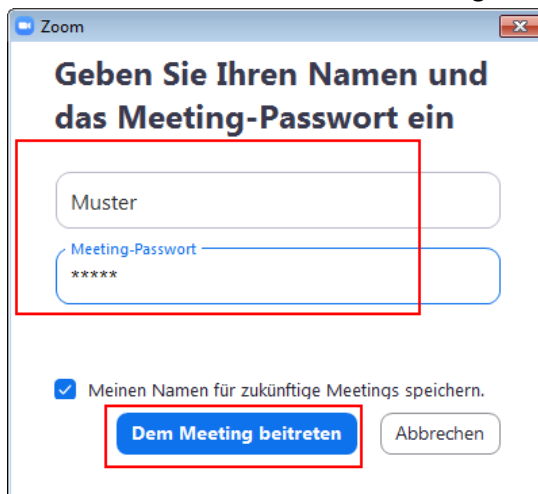 Zoom
Geben Sie Ihren Namen und
das Meeting-Passwort ein
Muster
Meeting-Passwort
*****
Meinen Namen für zukünftige Meetings speichern.
Dem Meeting beitreten
Abbrechen